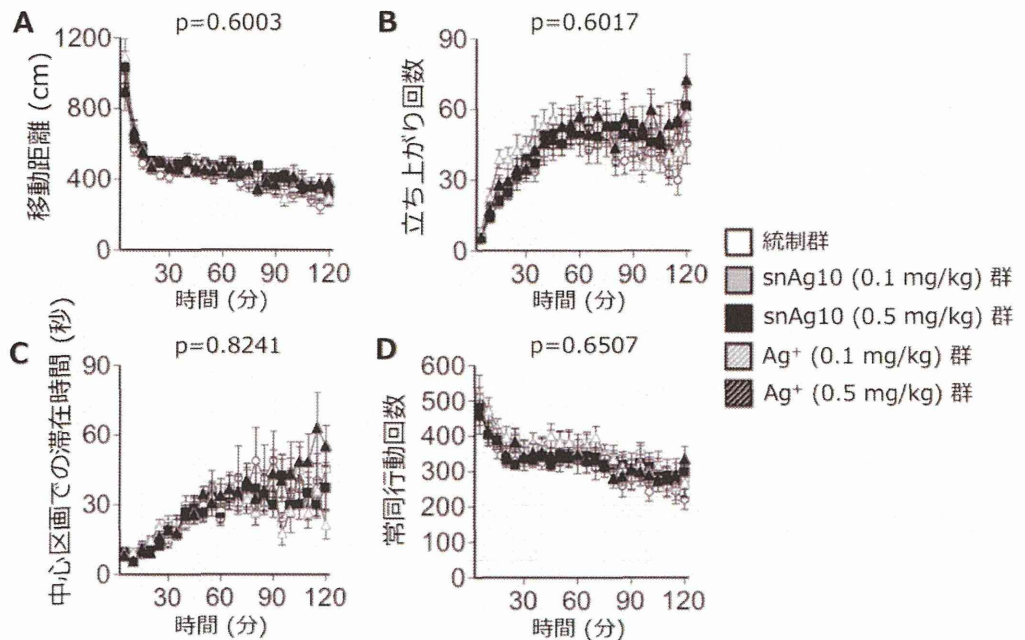 A
p=0.6003
移動距離 (cm)
1200
800
400
0
30 60 90 120
時間 (分)
B
p=0.6017
立ち上がり回数
90
60
30
0
30 60 90 120
時間 (分)
C
p=0.8241
中心区画での滞在時間 (秒)
90
60
30
0
30 60 90 120
時間 (分)
D
p=0.6507
常同行動回数
600
500
400
300
200
100
0
30 60 90 120
時間 (分)
統制群
snAg10 (0.1 mg/kg) 群
snAg10 (0.5 mg/kg) 群
Ag⁺ (0.1 mg/kg) 群
Ag⁺ (0.5 mg/kg) 群